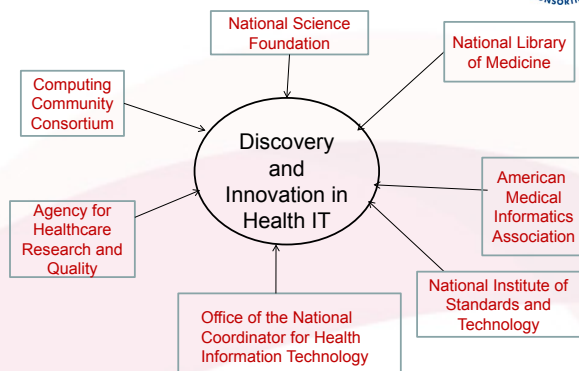 CONSORTI
National Science
Foundation
National Library
of Medicine
Computing
Community
Consortium
Discovery
and
Innovation in
Health IT
American
Medical
Informatics
Association
Agency for
Healthcare
Research and
Quality
National Institute of
Standards and
Technology
Office of the National
Coordinator for Health
Information Technology